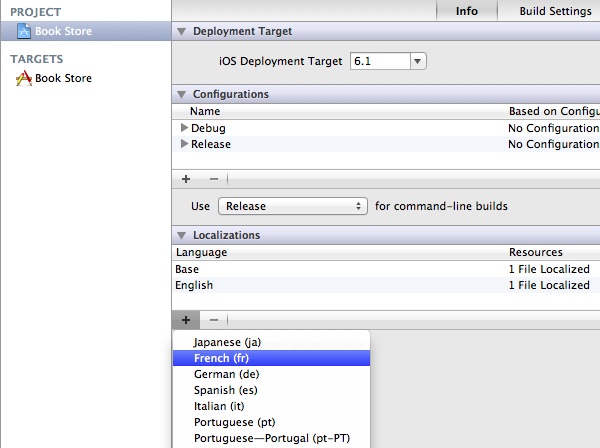 PROJECT
Book Store
TARGETS
Book Store
Info Build Settings
Deployment Target
iOS Deployment Target 6.1
Configurations
Name Based on Configu
Debug No Configuration
Release No Configuration
Use Release for command-line builds
Localizations
Language Resources
Base 1 File Localized
English 1 File Localized
Japanese (ja)
French (fr)
German (de)
Spanish (es)
Italian (it)
Portuguese (pt)
Portuguese—Portugal (pt-PT)